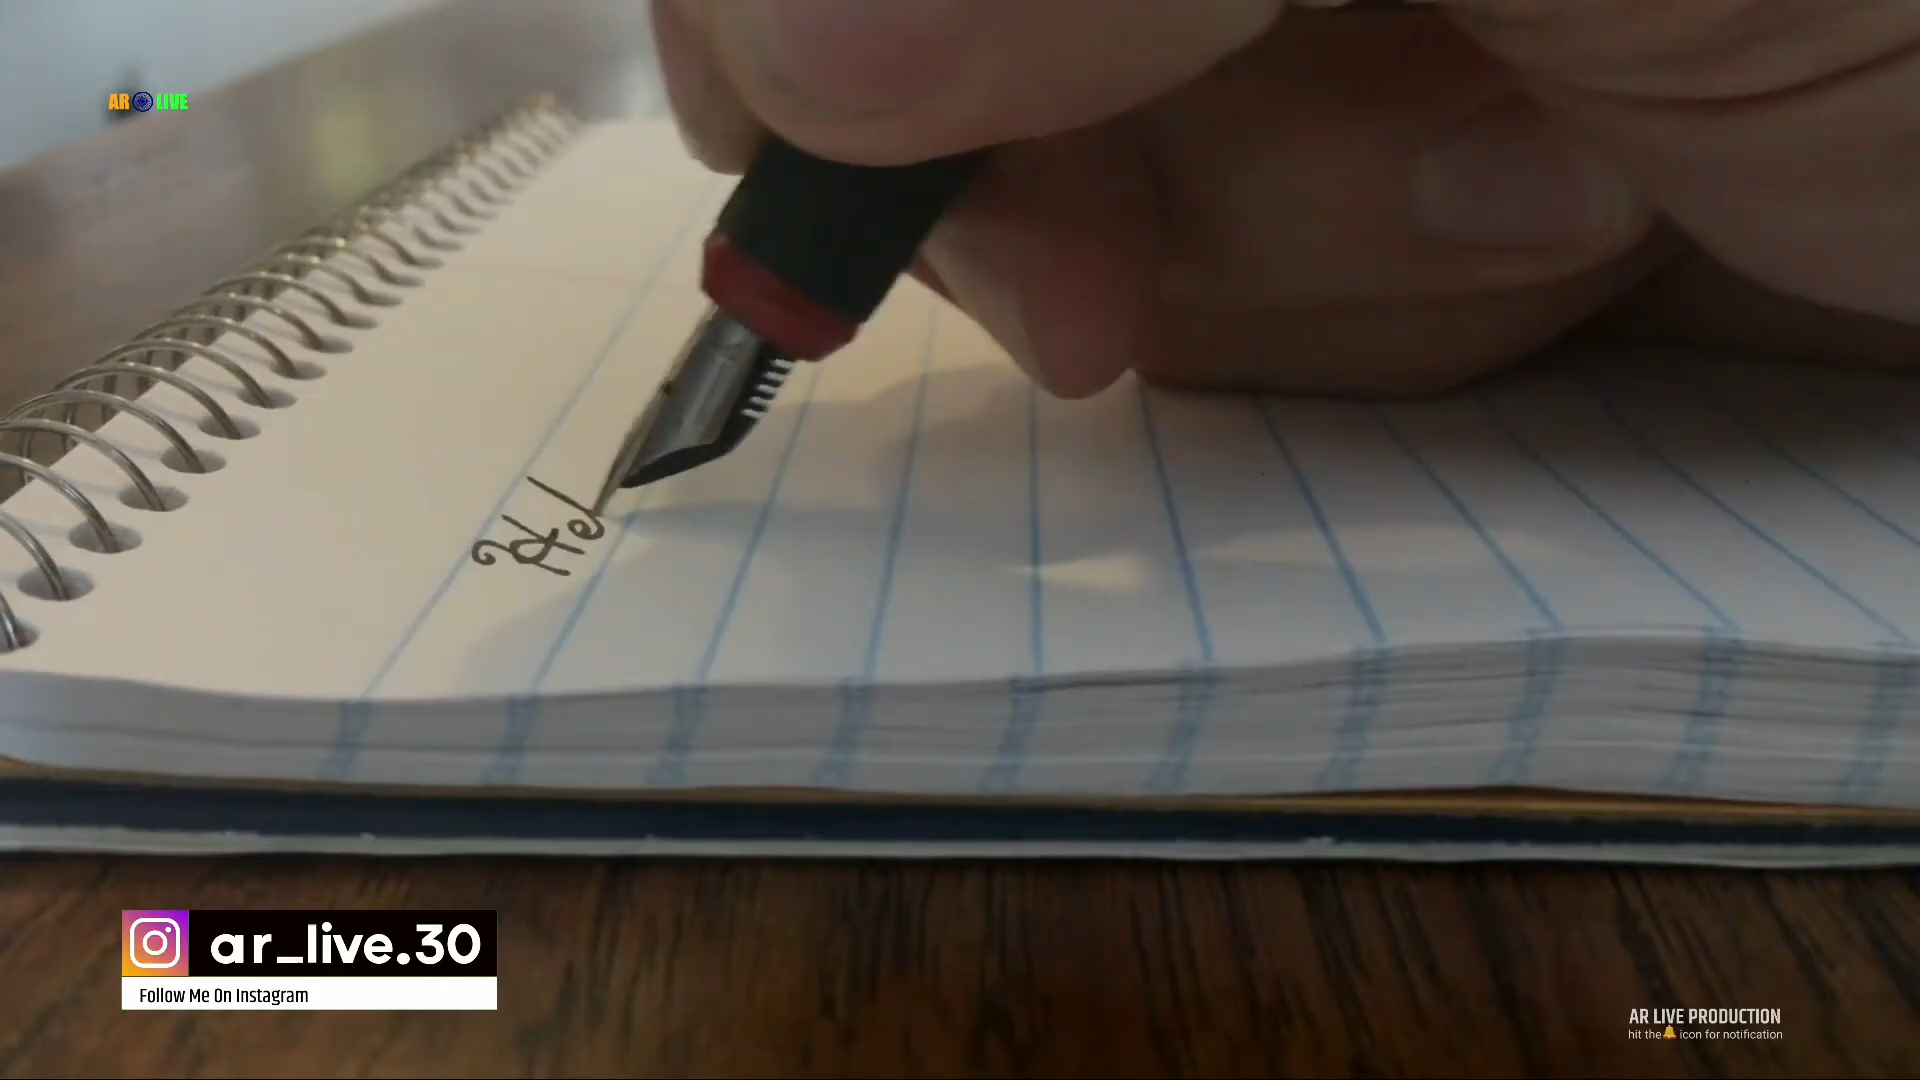 AR LIVE
Hel
ar_live.30
Follow Me On Instagram
AR LIVE PRODUCTION
hit the 🔔 icon for notification